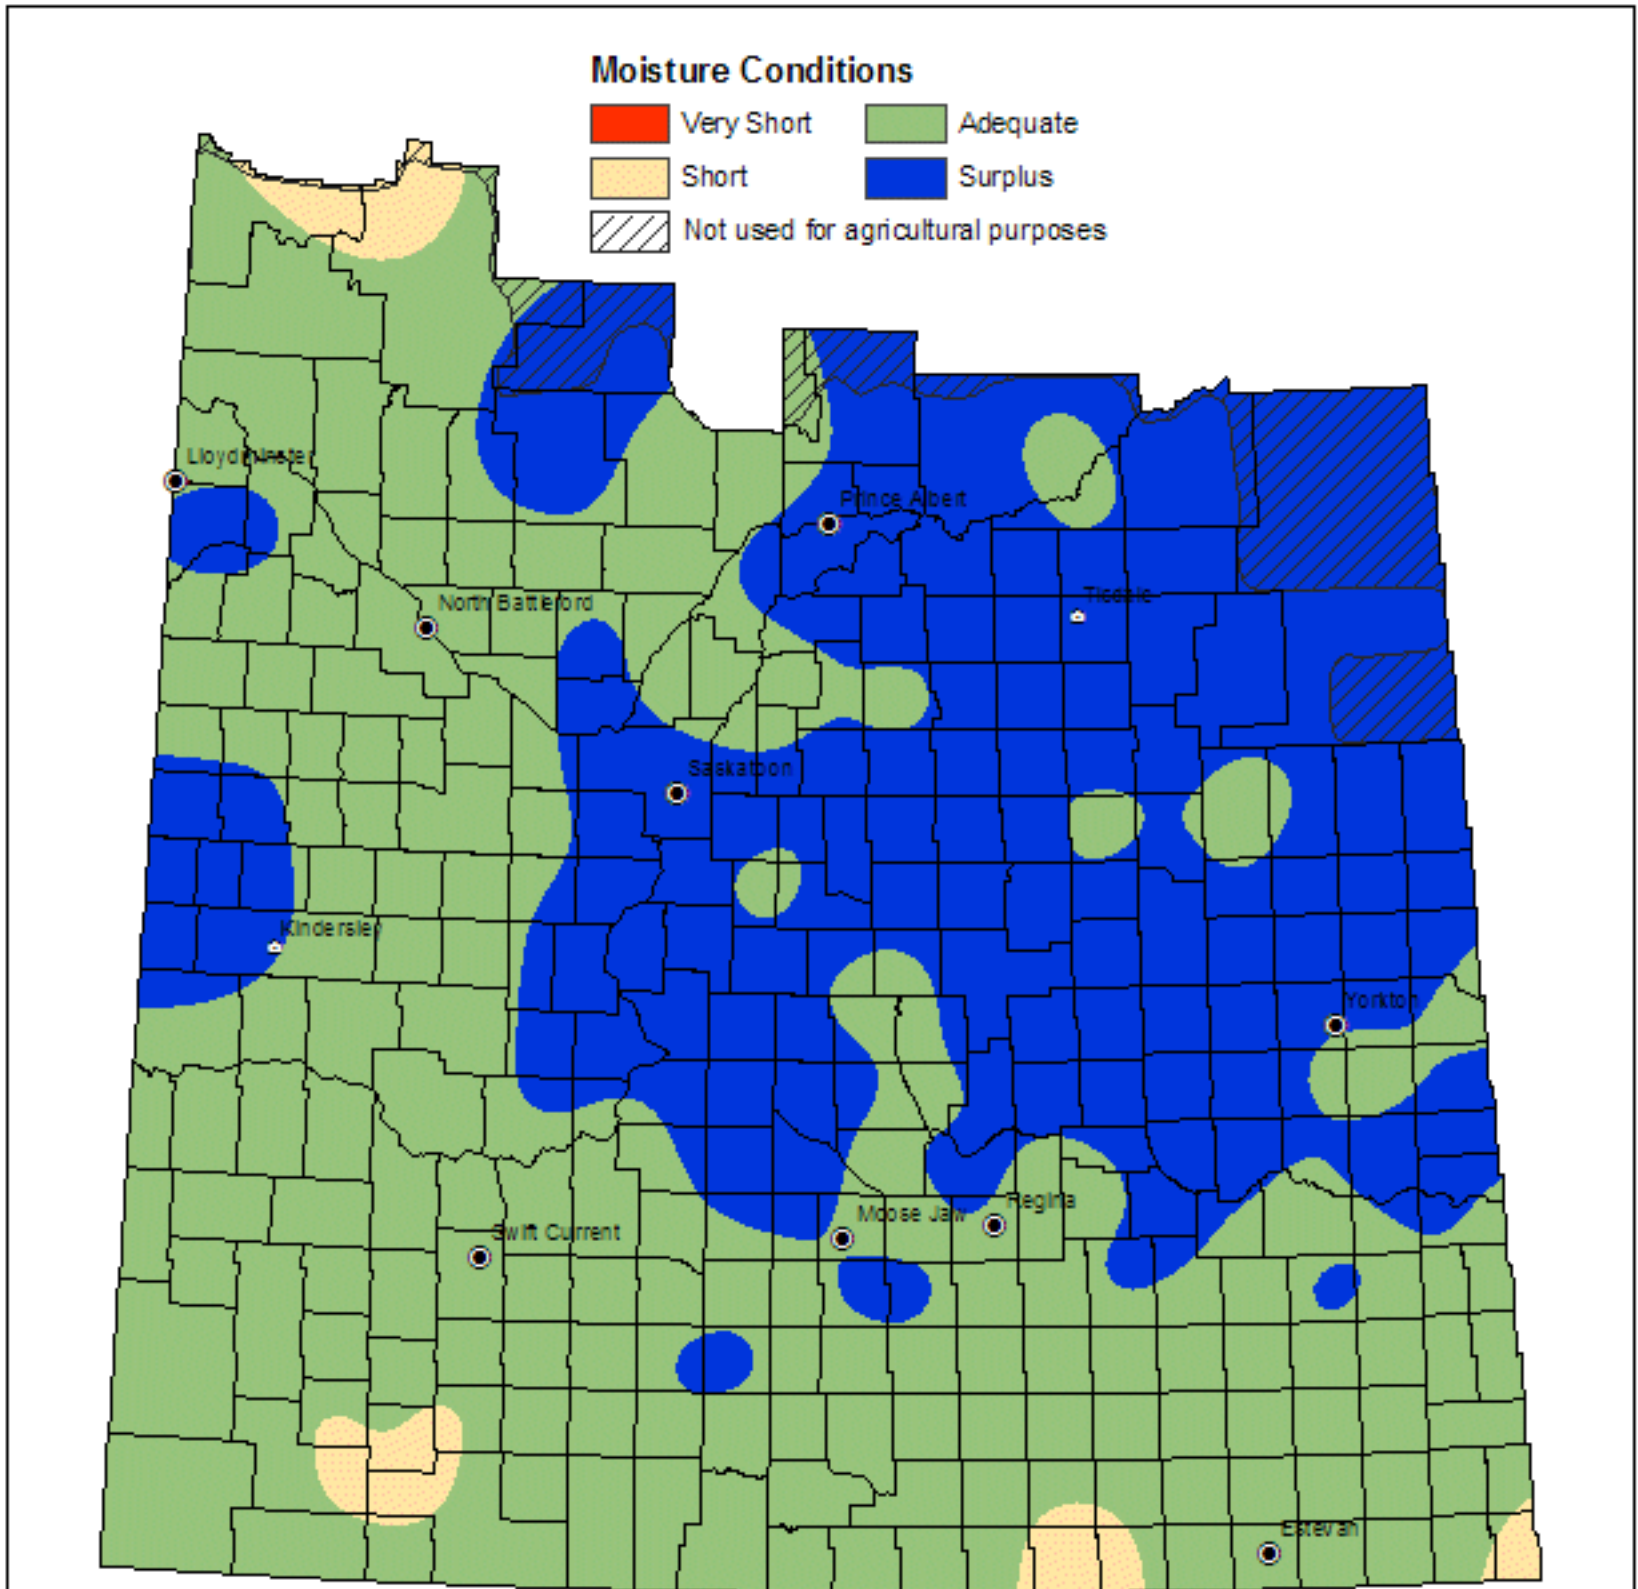 Moisture Conditions
Very Short
Adequate
Short
Surplus
Not used for agricultural purposes
Lloydminster
Prince Albert
Tisdale
North Battleford
Saskatoon
Kindersley
Yorkton
Regina
Moose Jaw
Swift Current
Estevan